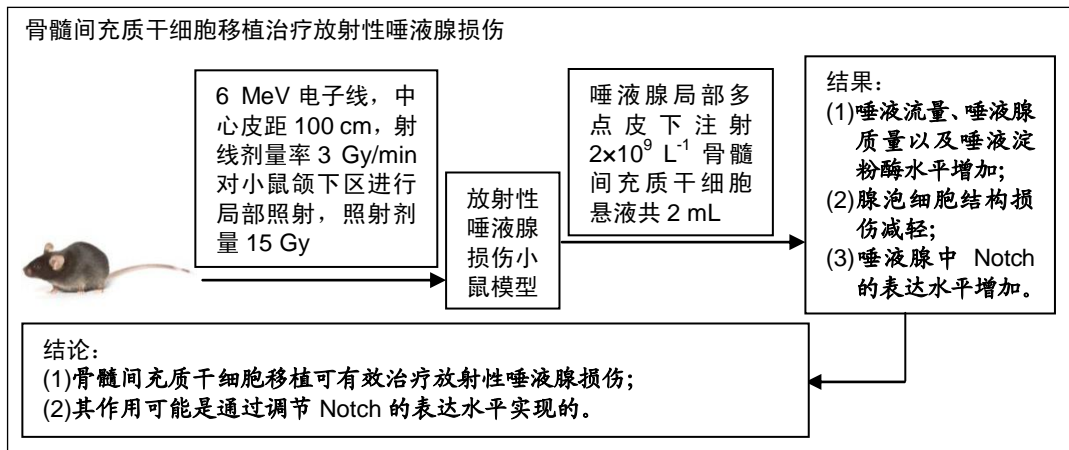 骨髓间充质干细胞移植治疗放射性唾液腺损伤
6 MeV 电子线，中
心皮距 100 cm，射
线剂量率 3 Gy/min
对小鼠颌下区进行
局部照射，照射剂
量 15 Gy
放射性
唾液腺
损伤小
鼠模型
唾液腺局部多
点皮下注射
2×10⁹ L⁻¹ 骨髓
间充质干细胞
悬液共 2 mL
结果：
(1)唾液流量、唾液腺
质量以及唾液淀
粉酶水平增加；
(2)腺泡细胞结构损
伤减轻；
(3)唾液腺中 Notch
的表达水平增加。
结论：
(1)骨髓间充质干细胞移植可有效治疗放射性唾液腺损伤；
(2)其作用可能是通过调节 Notch 的表达水平实现的。